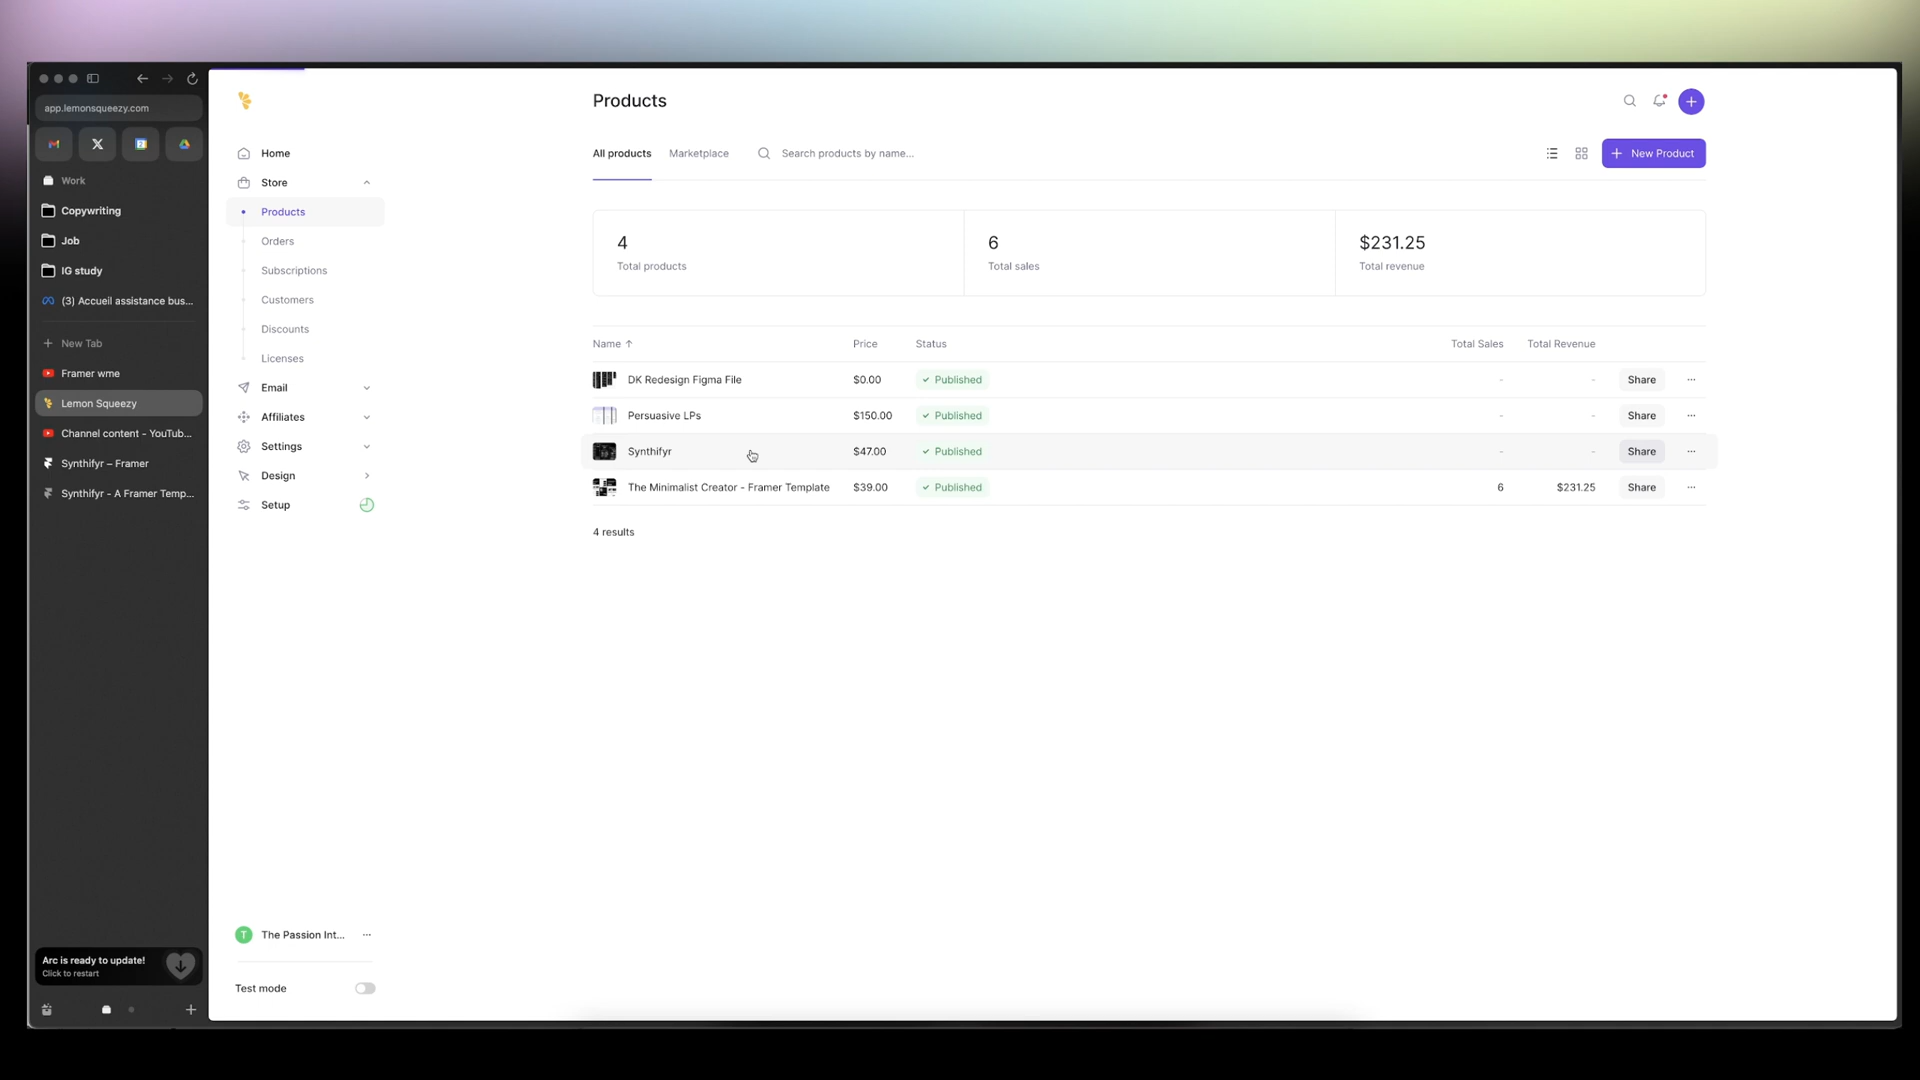 app.lemonsqueezy.com
Work
Copywriting
Job
IG study
(3) Accueil assistance bus...
New Tab
Framer wme
Lemon Squeezy
Channel content - YouTub...
Synthifyr – Framer
Synthifyr - A Framer Temp...
Arc is ready to update!
Click to restart
Home
Store
Products
Orders
Subscriptions
Customers
Discounts
Licenses
Email
Affiliates
Settings
Design
Setup
T The Passion Int... ...
Test mode
Products
All products Marketplace Search products by name... New Product
4 6 $231.25
Total products Total sales Total revenue
Name Price Status Total Sales Total Revenue
DK Redesign Figma File $0.00 Published - - Share ...
Persuasive LPs $150.00 Published - - Share ...
Synthifyr $47.00 Published - - Share ...
The Minimalist Creator - Framer Template $39.00 Published 6 $231.25 Share ...
4 results